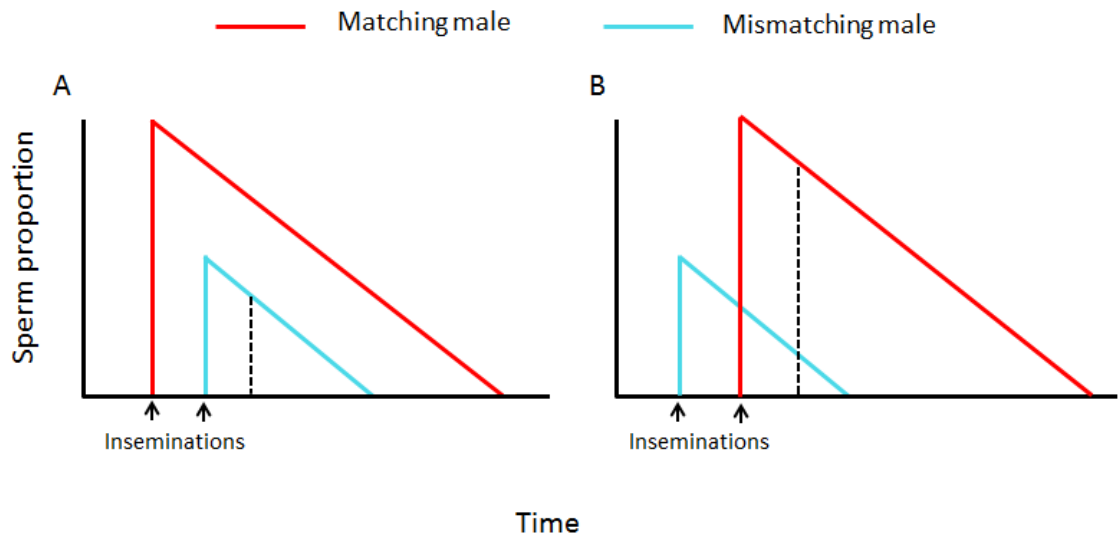 Matching male
Mismatching male
A
B
Sperm proportion
Inseminations
Inseminations
Time